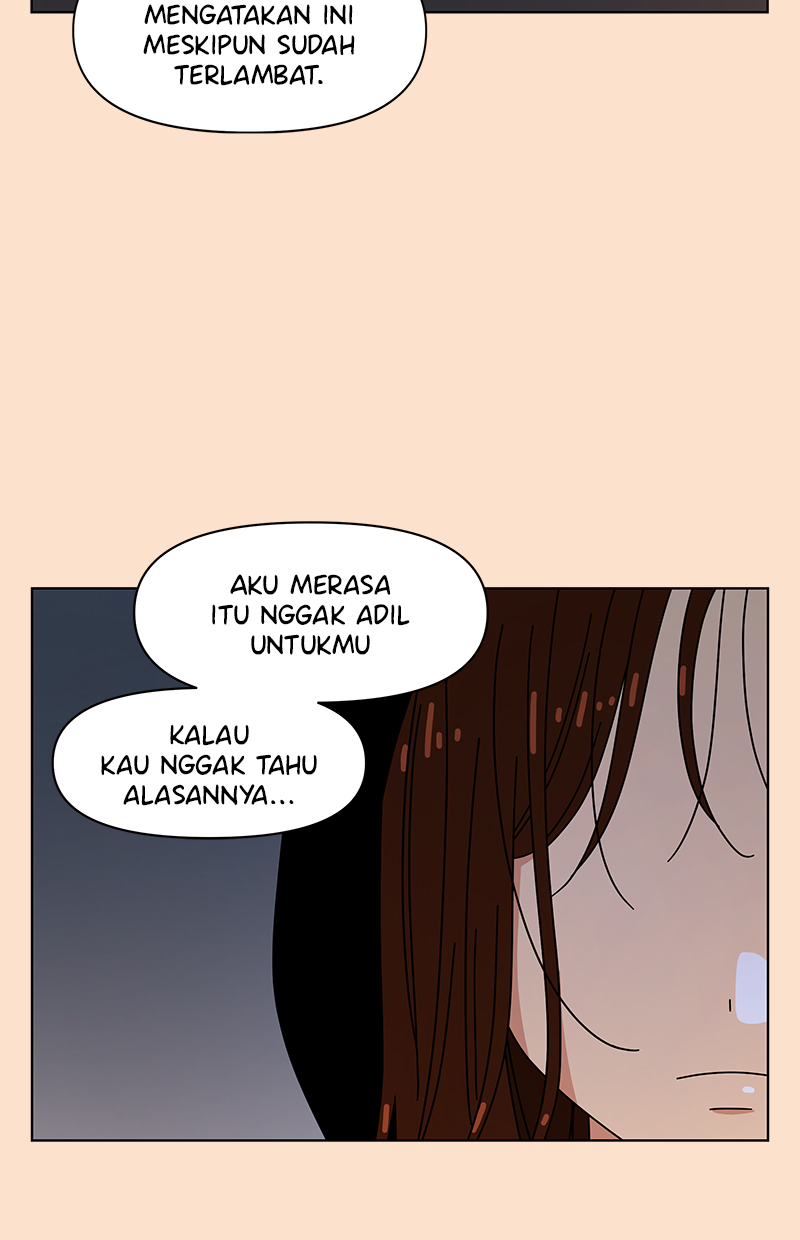 MENGATAKAN INI
MESKIPUN SUDAH
TERLAMBAT.
AKU MERASA
ITU NGGAK ADIL
UNTUKMU
KALAU
KAU NGGAK TAHU
ALASANNYA...